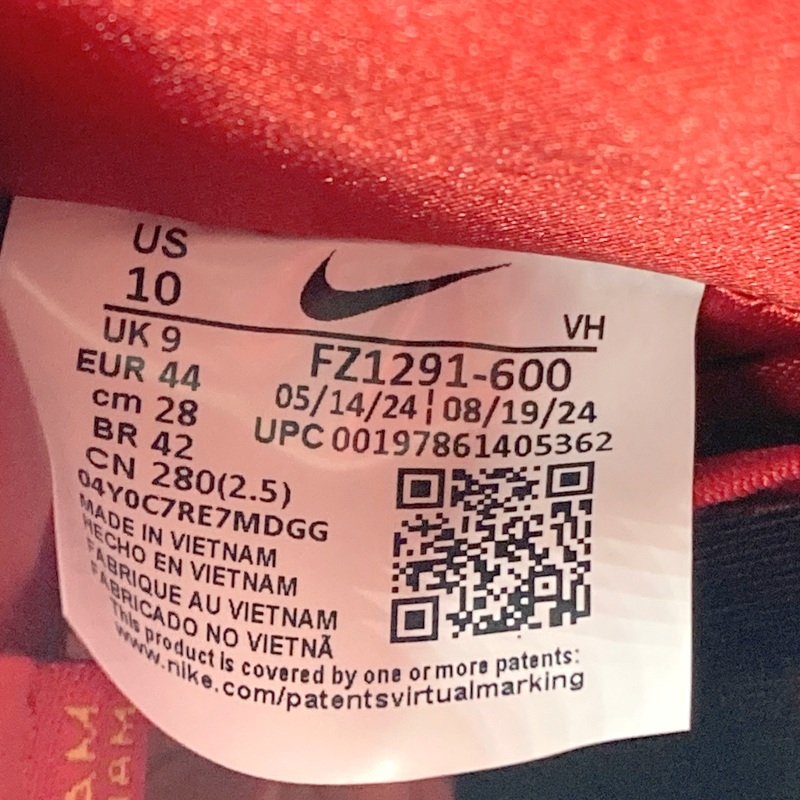 US
10
VH
UK 9
EUR 44
cm 28
BR 42
CN 280(2.5)
FZ1291-600
05/14/24 | 08/19/24
UPC 00197861405362
04Y0C7RE7MDGG
MADE IN VIETNAM
HECHO EN VIETNAM
FABRIQUE AU VIETNAM
FABRICADO NO VIETNÃ
This product is covered by one or more patents:
www.nike.com/patentsvirtualmarking